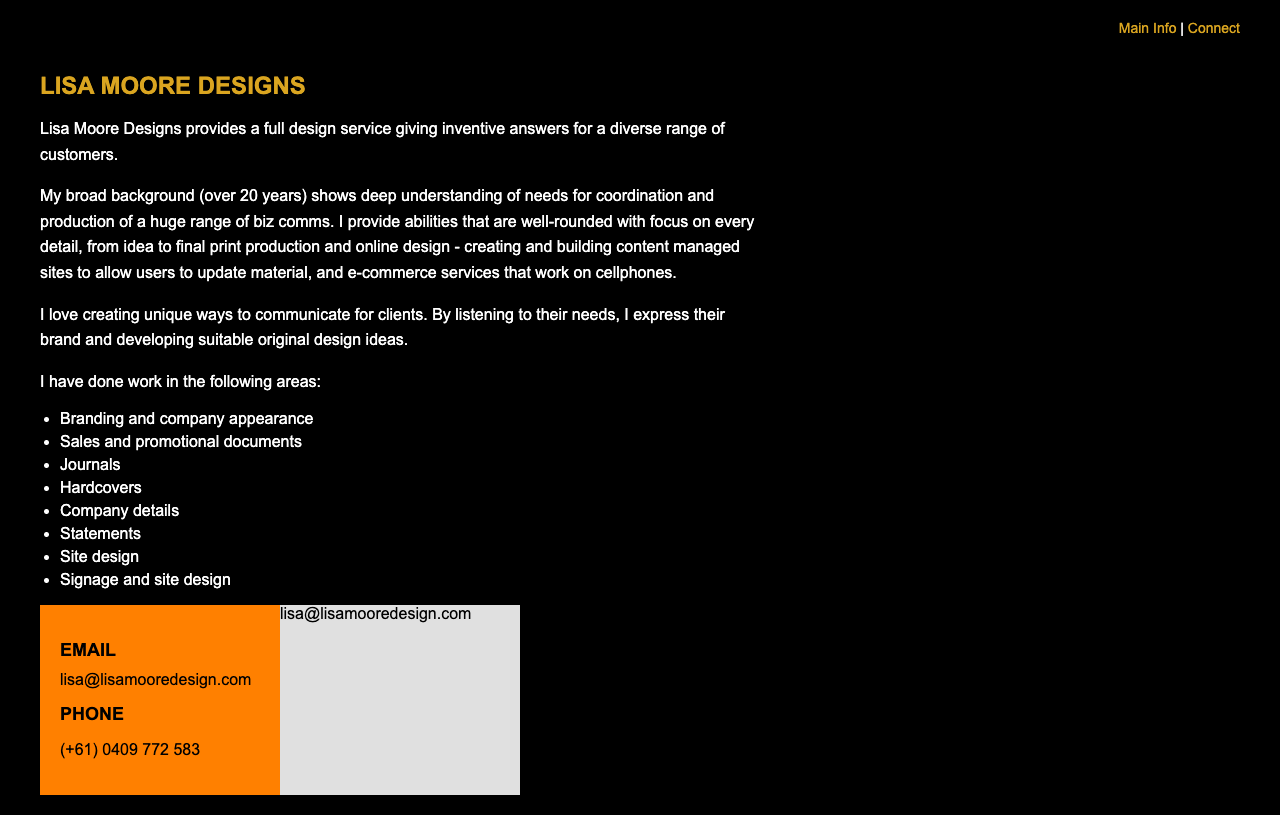 Main Info | Connect
LISA MOORE DESIGNS
Lisa Moore Designs provides a full design service giving inventive answers for a diverse range of
customers.
My broad background (over 20 years) shows deep understanding of needs for coordination and
production of a huge range of biz comms. I provide abilities that are well-rounded with focus on every
detail, from idea to final print production and online design - creating and building content managed
sites to allow users to update material, and e-commerce services that work on cellphones.
I love creating unique ways to communicate for clients. By listening to their needs, I express their
brand and developing suitable original design ideas.
I have done work in the following areas:
• Branding and company appearance
• Sales and promotional documents
• Journals
• Hardcovers
• Company details
• Statements
• Site design
• Signage and site design
EMAIL
lisa@lisamooredesign.com
PHONE
(+61) 0409 772 583
lisa@lisamooredesign.com